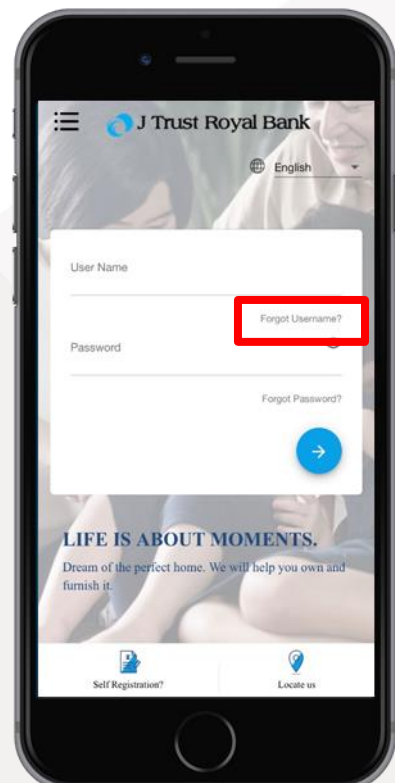 J Trust Royal Bank
English
User Name
Forgot Username?
Password
Forgot Password?
LIFE IS ABOUT MOMENTS.
Dream of the perfect home. We will help you own and
furnish it.
Self Registration?
Locate us